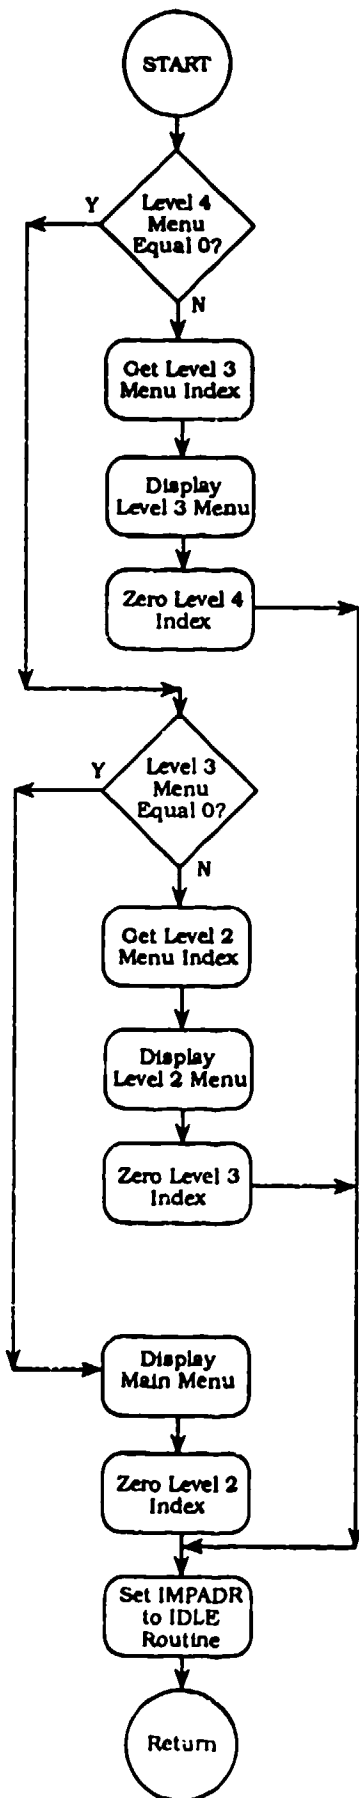 START
Level 4
Menu
Equal 0?
Y
N
Get Level 3
Menu Index
Display
Level 3 Menu
Zero Level 4
Index
Level 3
Menu
Equal 0?
Y
N
Get Level 2
Menu Index
Display
Level 2 Menu
Zero Level 3
Index
Display
Main Menu
Zero Level 2
Index
Set IMPADR
to IDLE
Routine
Return